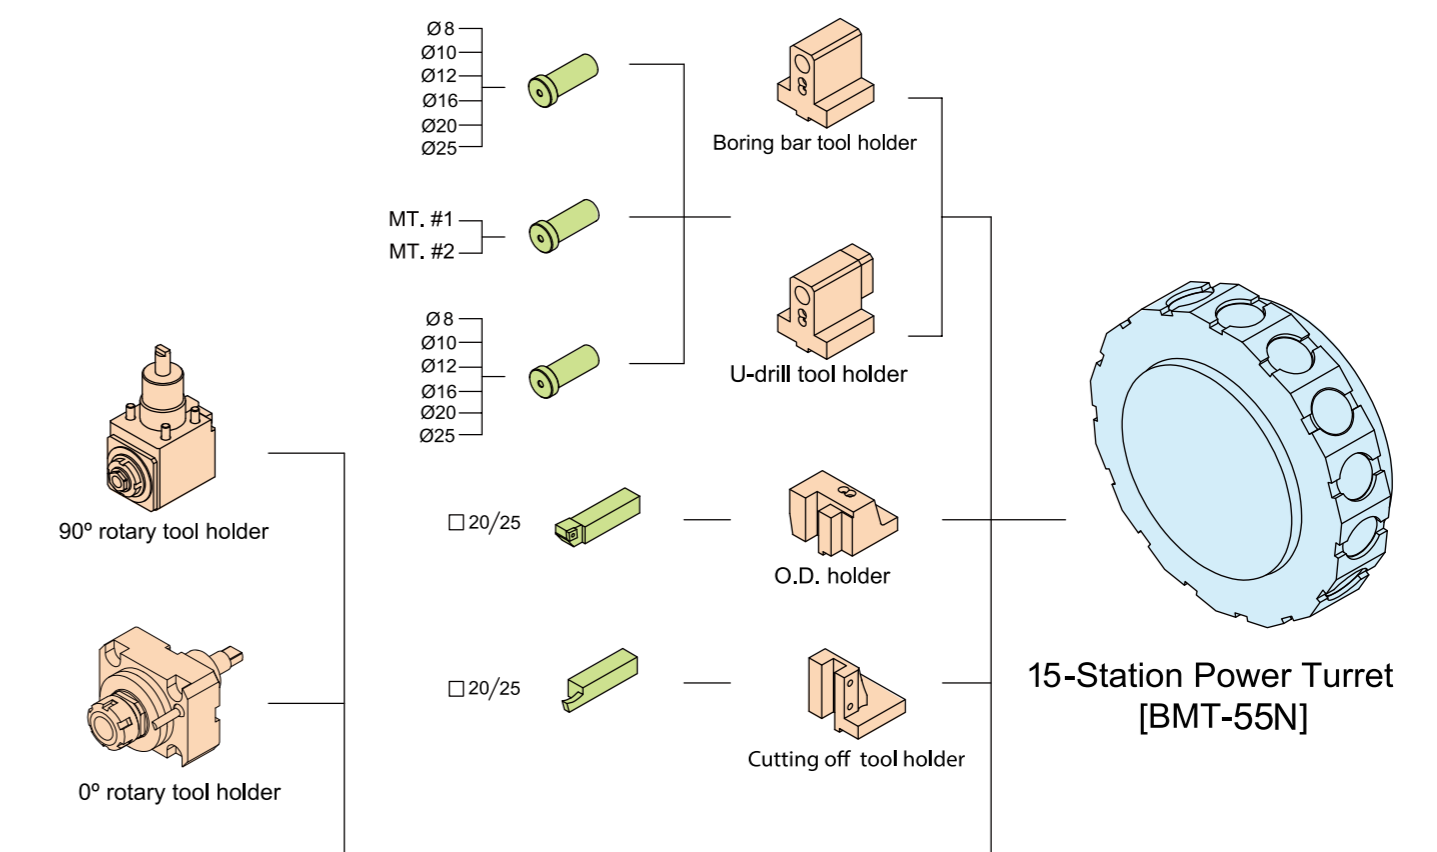 Ø8
Ø10
Ø12
Ø16
Ø20
Ø25
Boring bar tool holder
MT. #1
MT. #2
Ø8
Ø10
Ø12
Ø16
Ø20
Ø25
U-drill tool holder
90º rotary tool holder
□ 20/25
O.D. holder
0º rotary tool holder
□ 20/25
Cutting off tool holder
15-Station Power Turret
[BMT-55N]